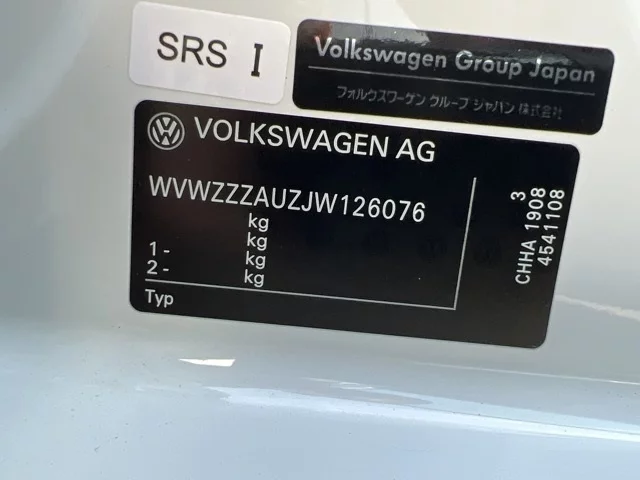 SRS I
Volkswagen Group Japan
フォルクスワーゲン グループ ジャパン 株式会社
VOLKSWAGEN AG
WVWZZZAUZJW126076
kg
kg
1 - kg
2 - kg
Typ
3
CHHA 1908
4541108